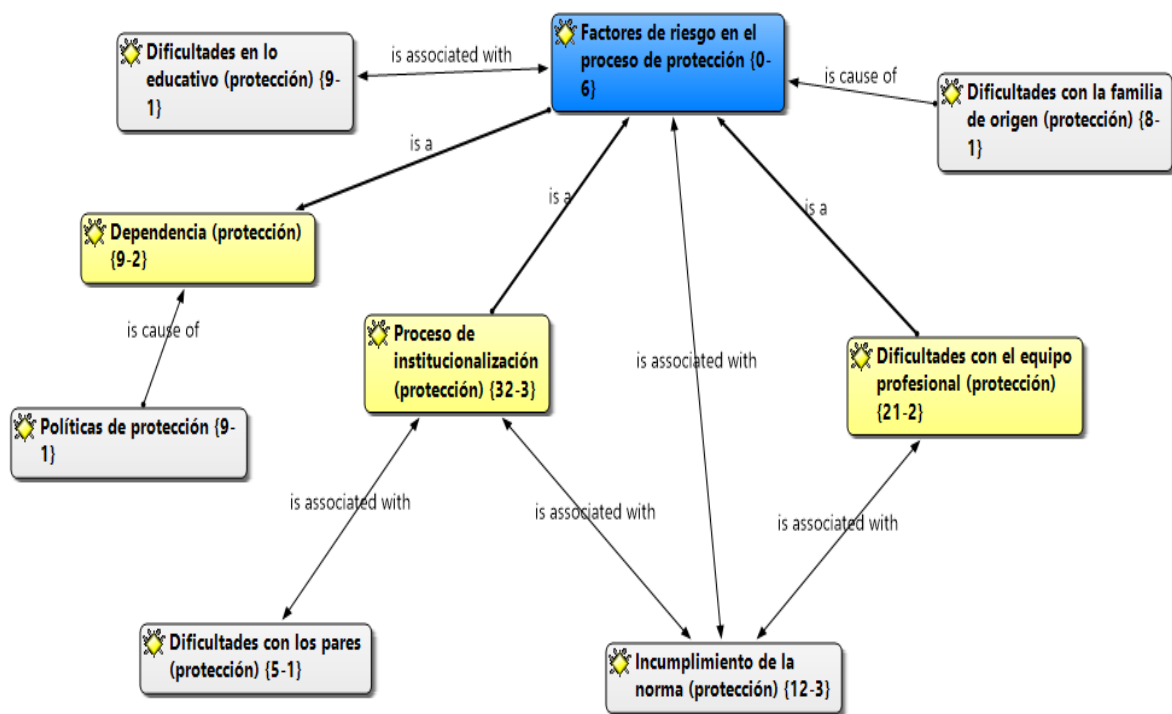 Dificultades en lo
educativo (protección) {9-
1}
is associated with
Factores de riesgo en el
proceso de protección {0-
6}
is cause of
Dificultades con la familia
de origen (protección) {8-
1}
is a
is a
is a
Dependencia (protección)
{9-2}
is cause of
Proceso de
institucionalización
(protección) {32-3}
is associated with
Dificultades con el equipo
profesional (protección)
{21-2}
Políticas de protección {9-
1}
is associated with
is associated with
is associated with
Dificultades con los pares
(protección) {5-1}
Incumplimiento de la
norma (protección) {12-3}